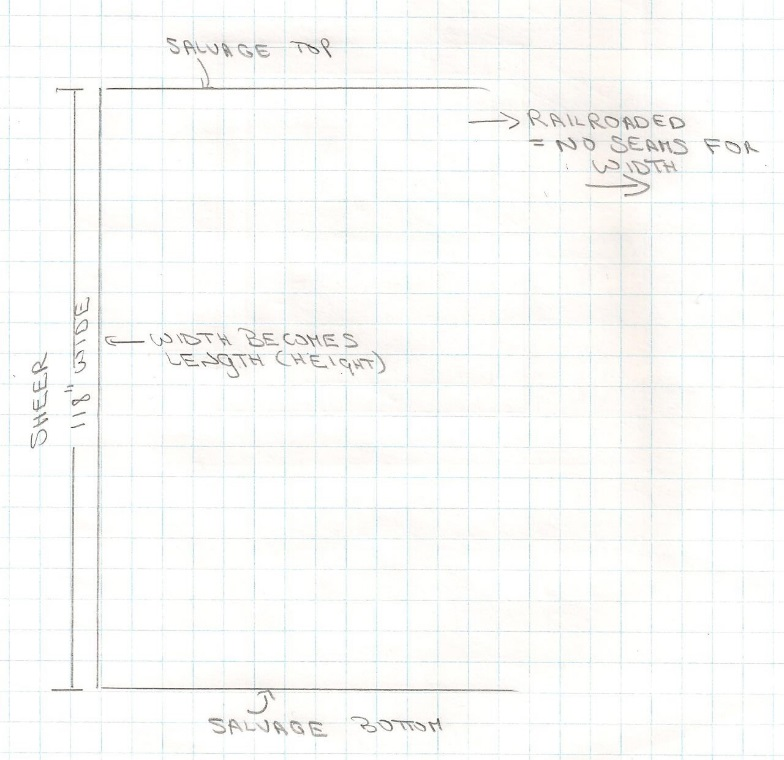 SALVAGE TOP
RAILROADED
= NO SEAMS FOR
WIDTH
SHEER
118" WIDE
WIDTH BECOMES
LENgTH (HEIGHT)
SALVAGE BOTTOM